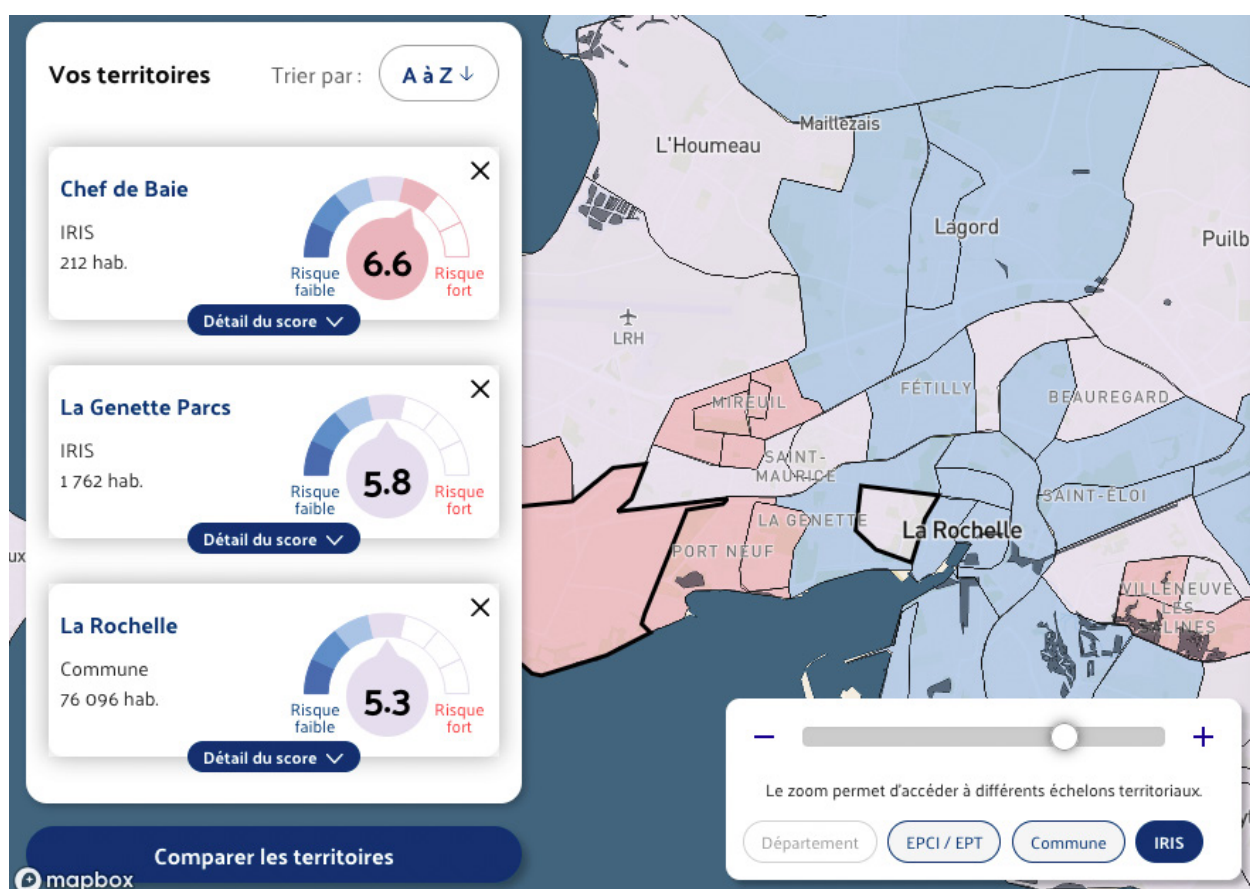 Vos territoires
Trier par :
A à Z ↓
Chef de Baie
IRIS
212 hab.
6.6
Risque
faible
Risque
fort
Détail du score
La Genette Parcs
IRIS
1 762 hab.
5.8
Risque
faible
Risque
fort
Détail du score
La Rochelle
Commune
76 096 hab.
5.3
Risque
faible
Risque
fort
Détail du score
Comparer les territoires
mapbox
Maillezais
L'Houmeau
Lagord
Puilb
LRH
MIREUIL
FÉTILLY
BEAUREGARD
SAINT-
MAURICE
SAINT-ÉLOI
LA GENETTE
La Rochelle
PORT NEUF
VILLENEUVE
LES
SALINES
ux
Le zoom permet d'accéder à différents échelons territoriaux.
Département
EPCI / EPT
Commune
IRIS